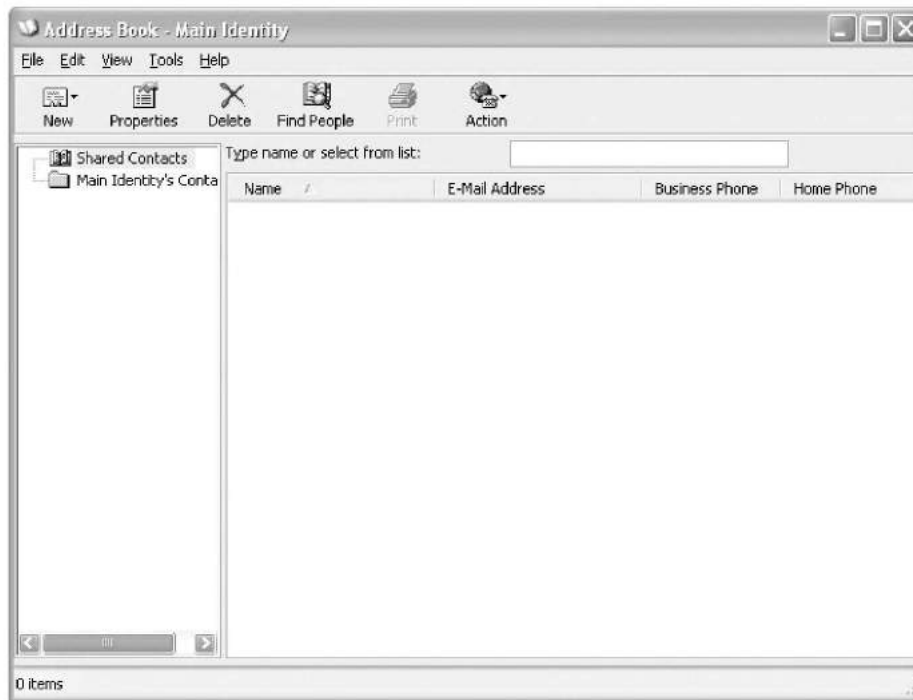 Address Book - Main Identity
File Edit View Tools Help
New Properties Delete Find People Print Action
Shared Contacts
Main Identity's Conta
Type name or select from list:
Name E-Mail Address Business Phone Home Phone
0 items